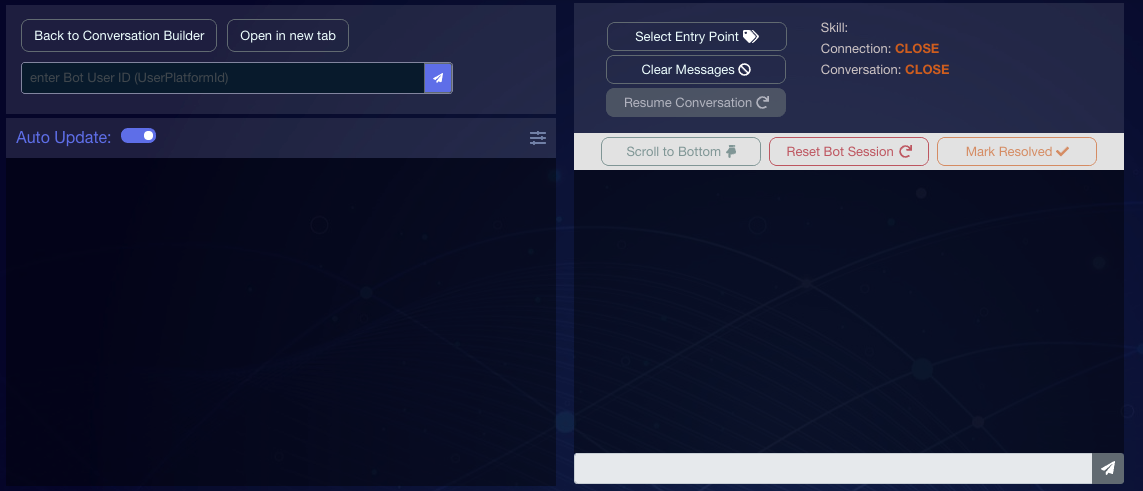 Back to Conversation Builder
Open in new tab
enter Bot User ID (UserPlatformId)
Auto Update:
Select Entry Point
Clear Messages
Resume Conversation
Skill:
Connection: CLOSE
Conversation: CLOSE
Scroll to Bottom
Reset Bot Session
Mark Resolved